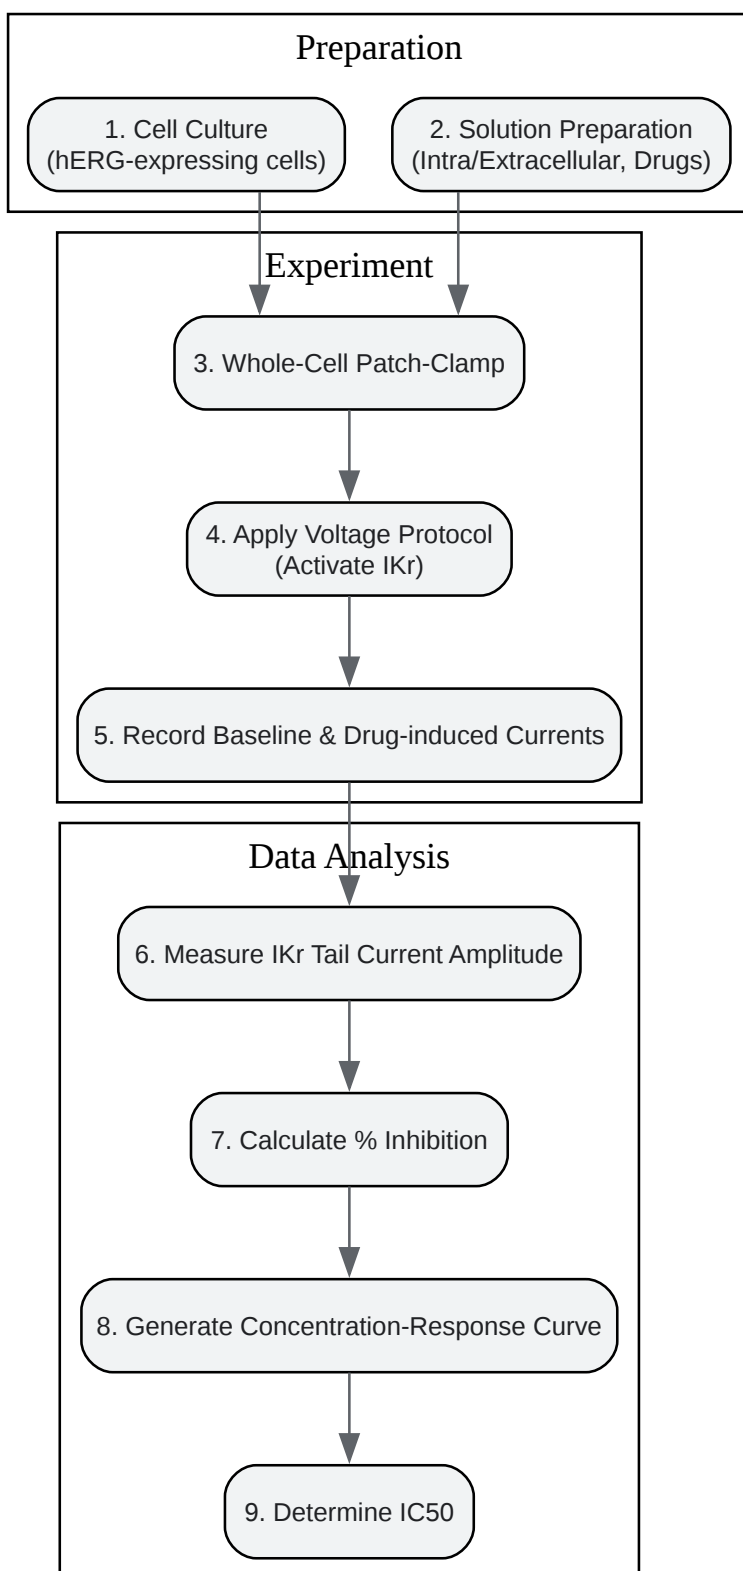 Preparation
1. Cell Culture
(hERG-expressing cells)
2. Solution Preparation
(Intra/Extracellular, Drugs)
Experiment
3. Whole-Cell Patch-Clamp
4. Apply Voltage Protocol
(Activate IKr)
5. Record Baseline & Drug-induced Currents
Data Analysis
6. Measure IKr Tail Current Amplitude
7. Calculate % Inhibition
8. Generate Concentration-Response Curve
9. Determine IC50